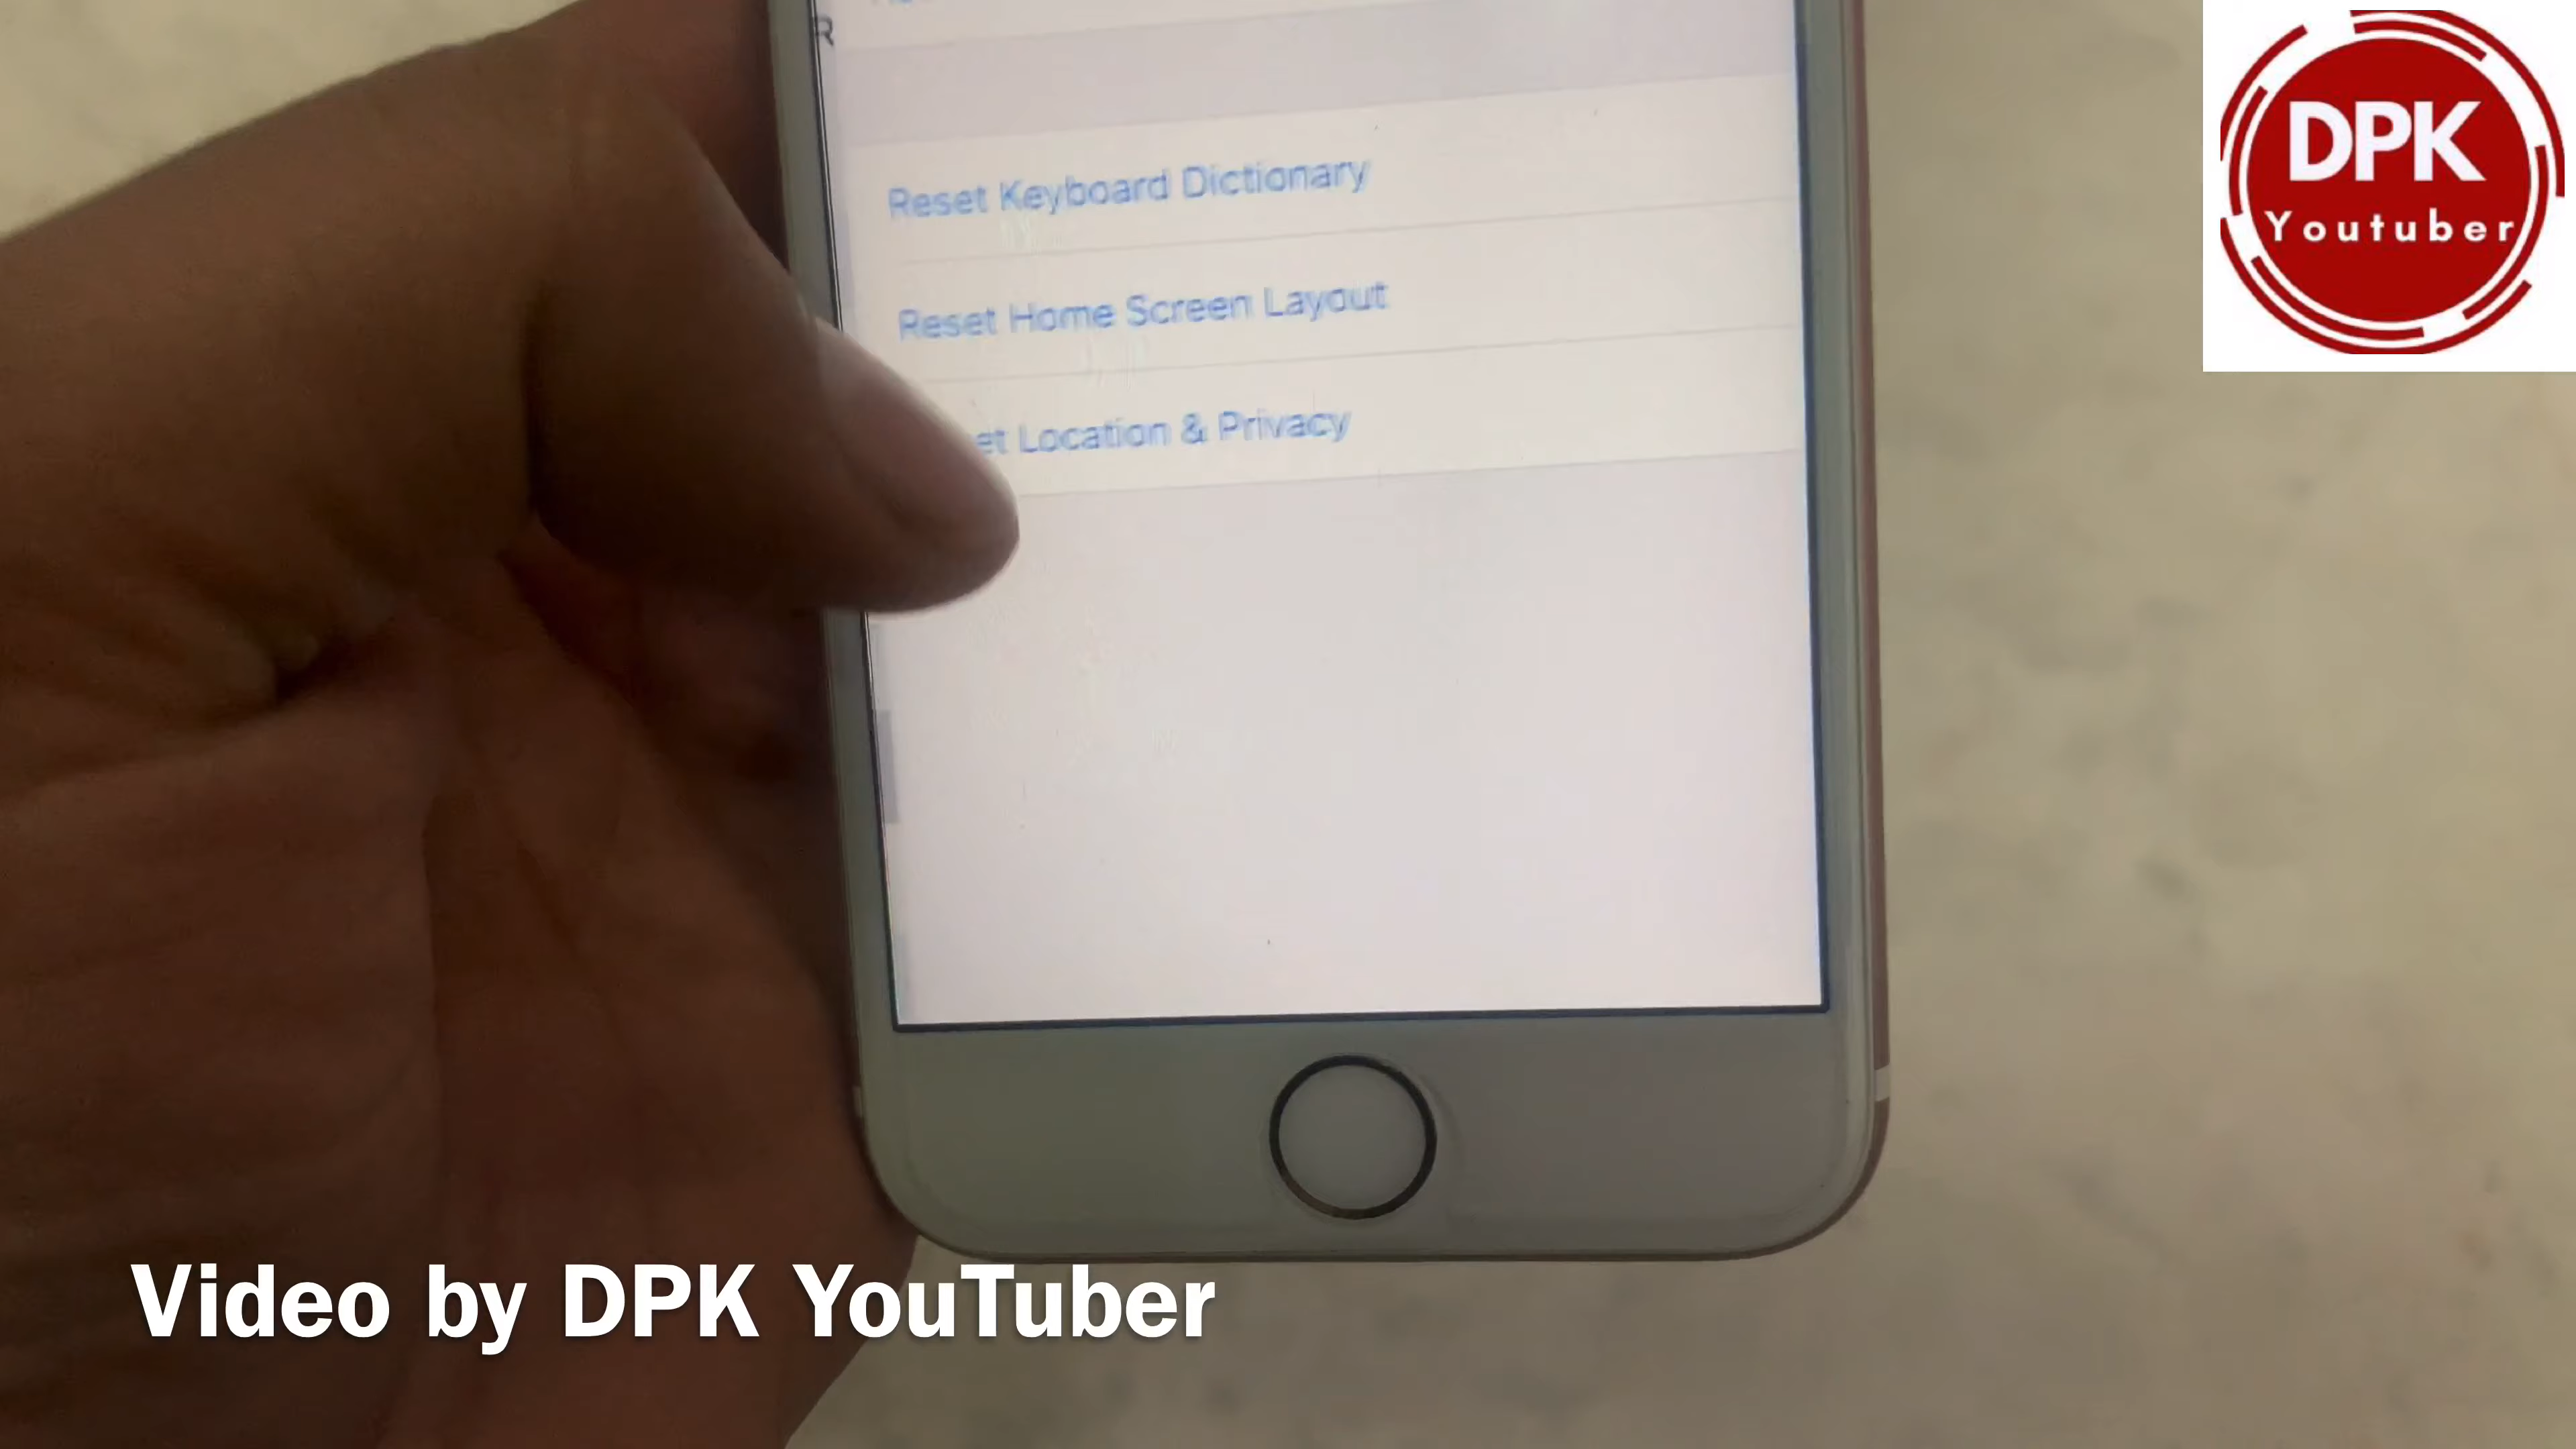 R
DPK
Youtuber
Reset Keyboard Dictionary
Reset Home Screen Layout
et Location & Privacy
Video by DPK YouTuber